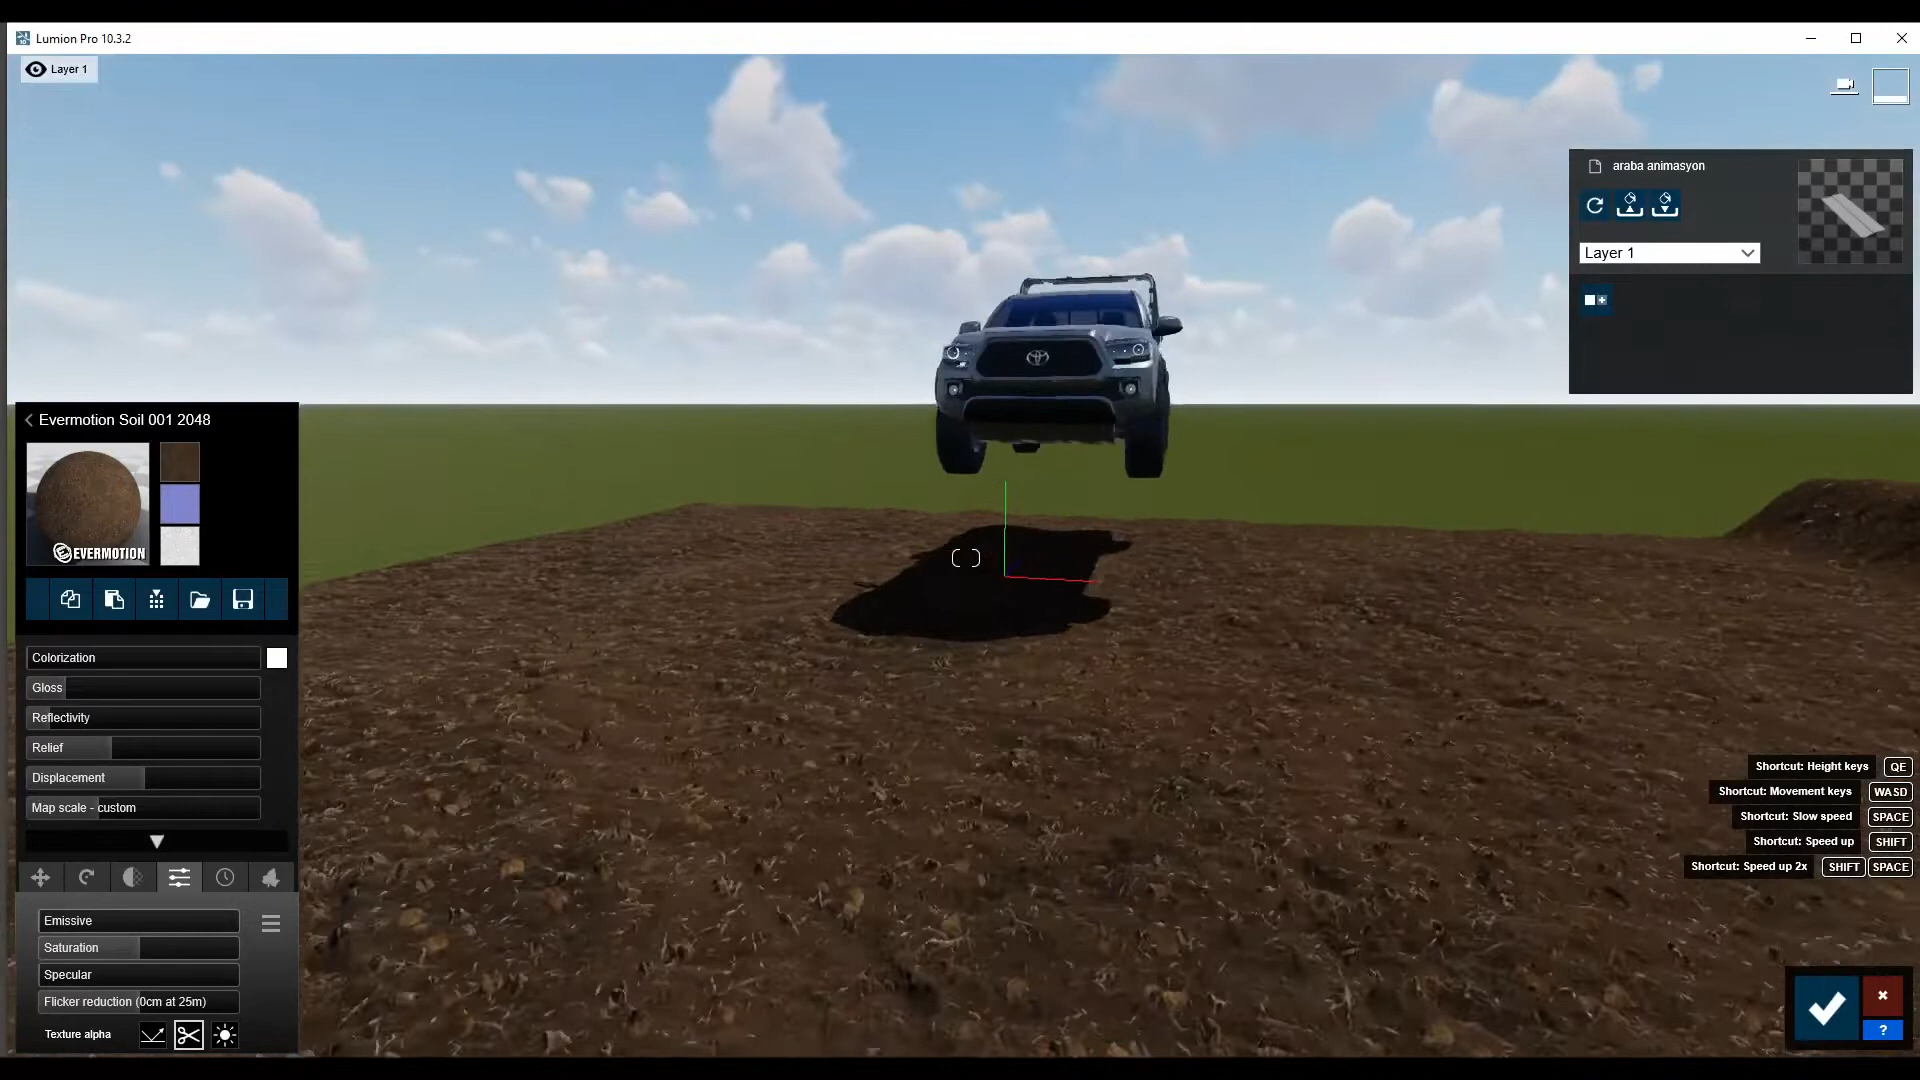 Lumion Pro 10.3.2
Layer 1
araba animasyon
Layer 1
Evermotion Soil 001 2048
EVERMOTION
Colorization
Gloss
Reflectivity
Relief
Displacement
Map scale - custom
Emissive
Saturation
Specular
Flicker reduction (0cm at 25m)
Texture alpha
Shortcut: Height keys QE
Shortcut: Movement keys WASD
Shortcut: Slow speed SPACE
Shortcut: Speed up SHIFT
Shortcut: Speed up 2x SHIFT SPACE
?